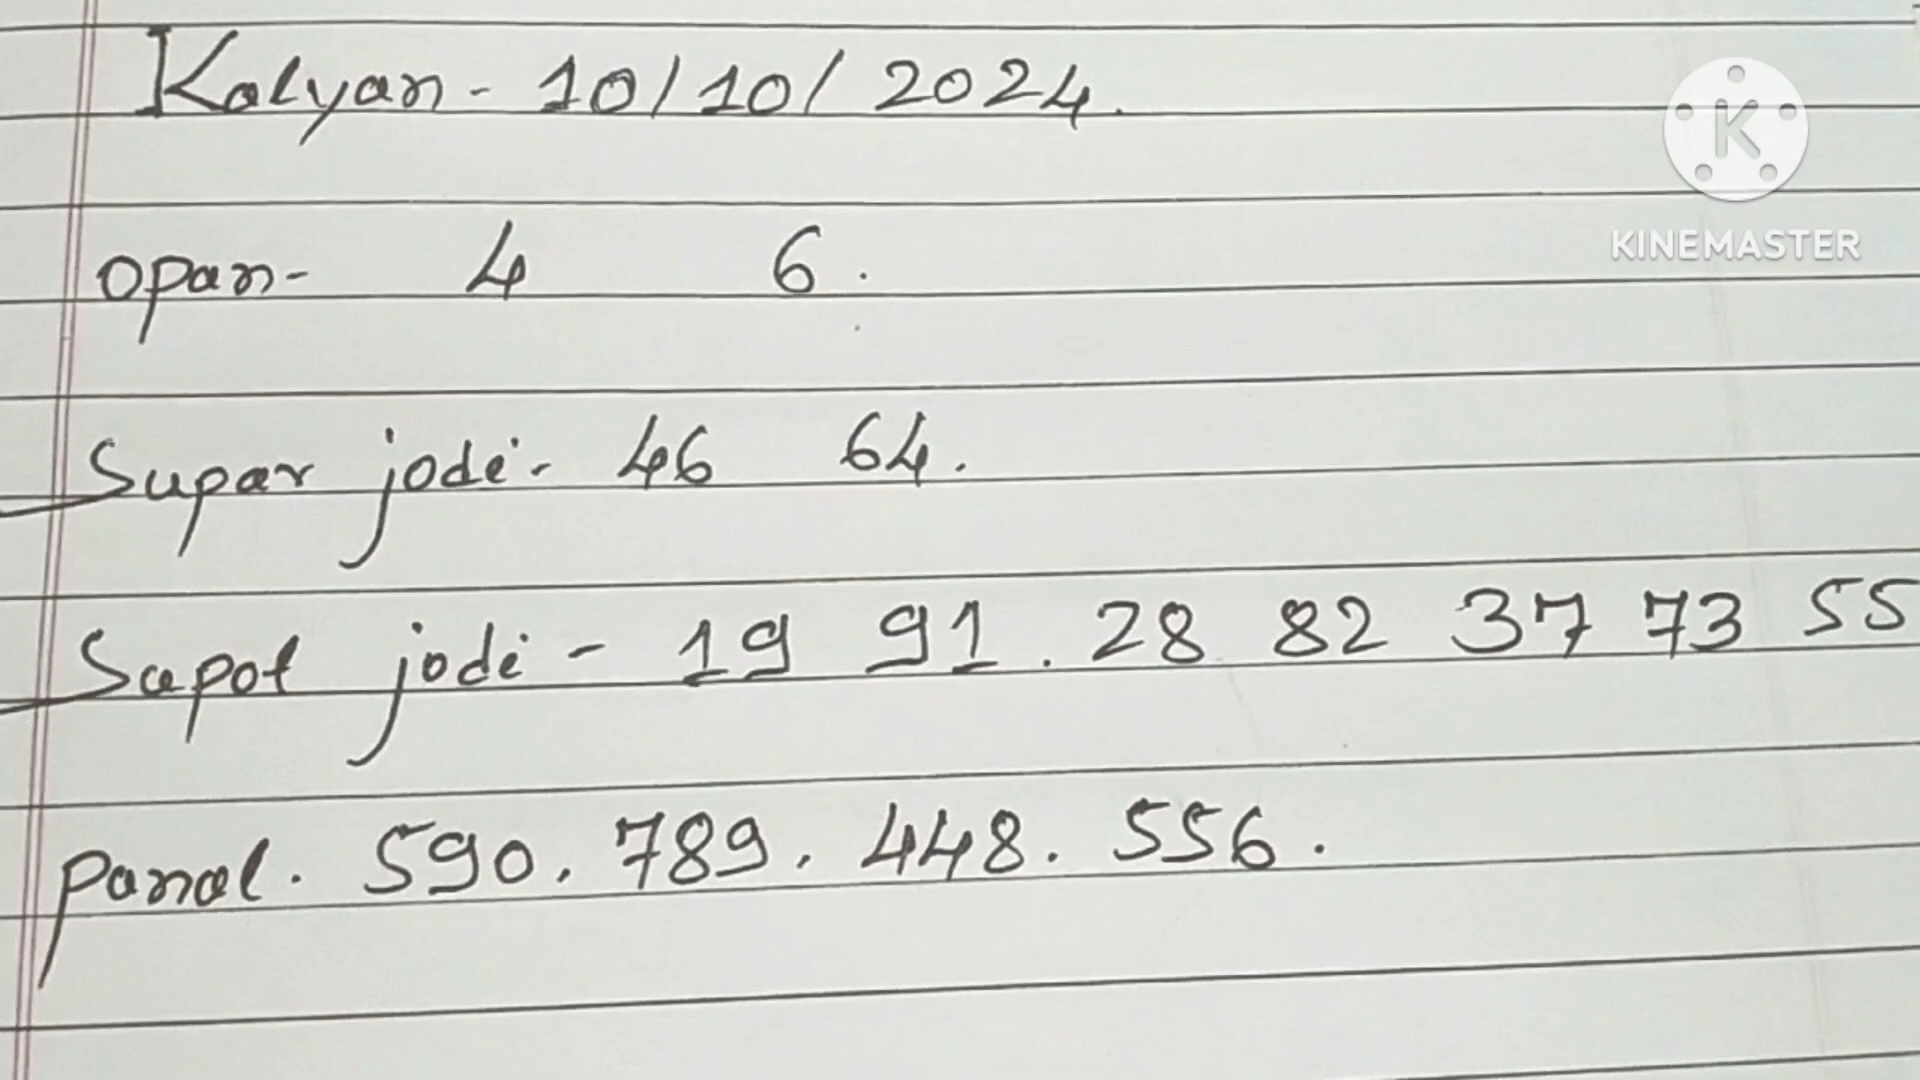 Kalyan - 10/10/2024.
K
KINEMASTER
opan- 4 6.
Supar jodi- 46 64.
Sapot jodi - 19 91. 28 82 37 73 55
panal. 590. 789. 448. 556.